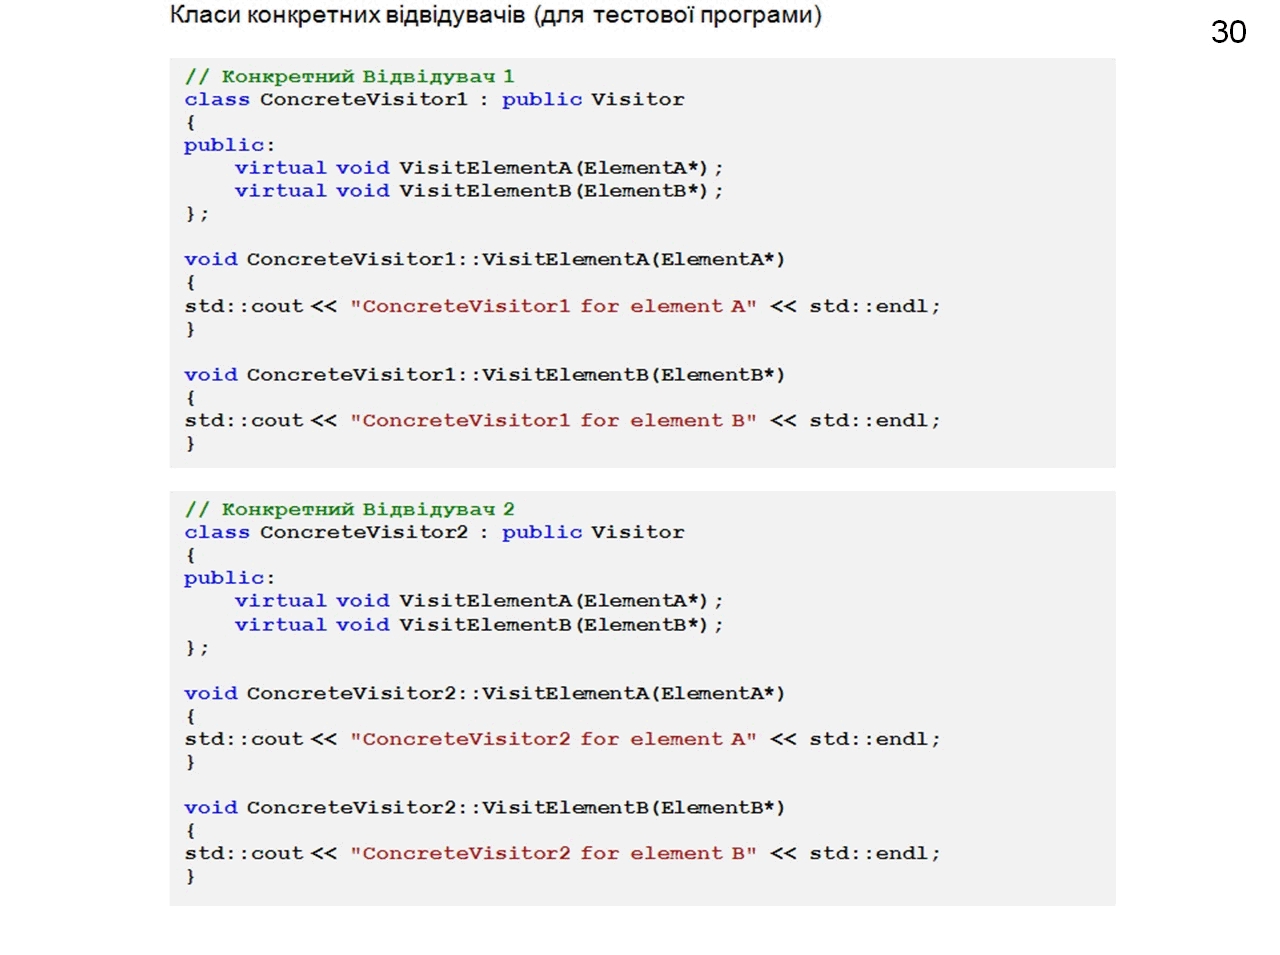 Класи конкретних відвідувачів (для тестової програми)
30
// Конкретний Відвідувач 1
class ConcreteVisitor1 : public Visitor
{
public:
    virtual void VisitElementA(ElementA*);
    virtual void VisitElementB(ElementB*);
};
void ConcreteVisitor1::VisitElementA(ElementA*)
{
std::cout << "ConcreteVisitor1 for element A" << std::endl;
}
void ConcreteVisitor1::VisitElementB(ElementB*)
{
std::cout << "ConcreteVisitor1 for element B" << std::endl;
}
// Конкретний Відвідувач 2
class ConcreteVisitor2 : public Visitor
{
public:
    virtual void VisitElementA(ElementA*);
    virtual void VisitElementB(ElementB*);
};
void ConcreteVisitor2::VisitElementA(ElementA*)
{
std::cout << "ConcreteVisitor2 for element A" << std::endl;
}
void ConcreteVisitor2::VisitElementB(ElementB*)
{
std::cout << "ConcreteVisitor2 for element B" << std::endl;
}